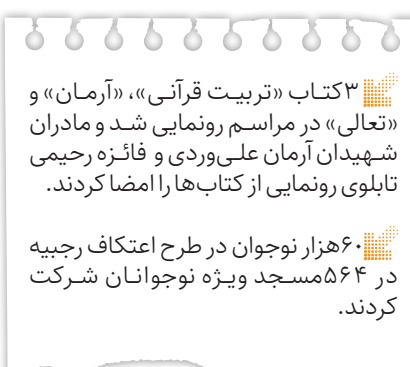 ۳کتاب «تربیت قرآنی»، «آرمان» و
«تعالی» در مراسم رونمایی شد و مادران
شهیدان آرمان علی‌وردی و فائزه رحیمی
تابلوی رونمایی از کتاب‌ها را امضا کردند.
۶۰هزار نوجوان در طرح اعتکاف رجبیه
در ۵۶۴مسجد ویژه نوجوانان شرکت
کردند.